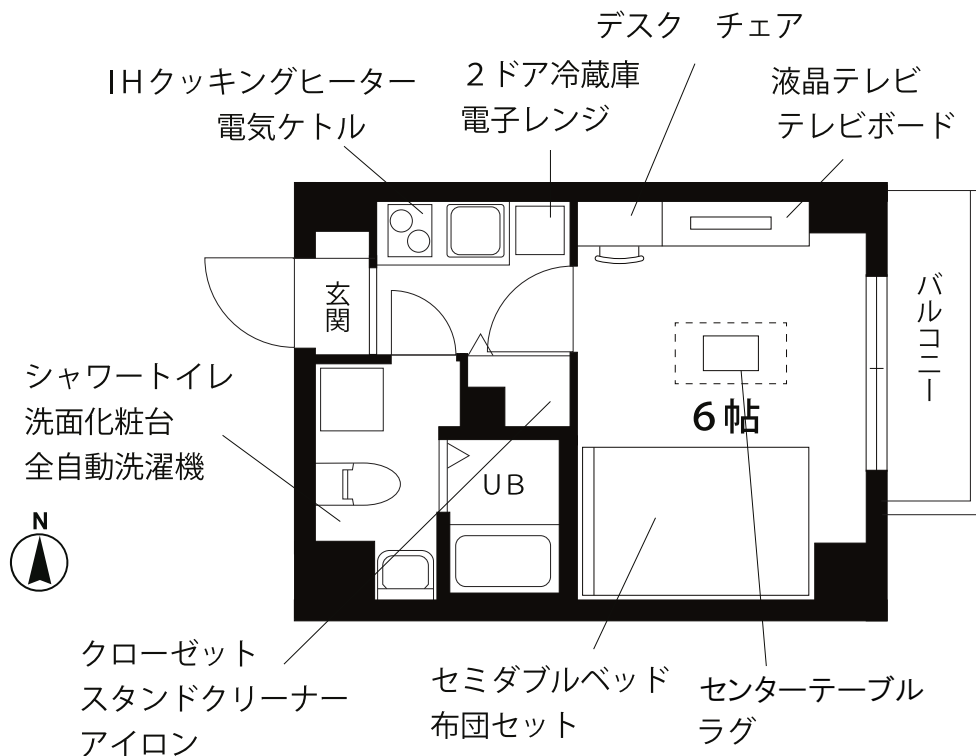 デスク チェア
IHクッキングヒーター
電気ケトル
2ドア冷蔵庫
電子レンジ
液晶テレビ
テレビボード
玄関
バルコニー
シャワートイレ
洗面化粧台
全自動洗濯機
6帖
UB
N
クローゼット
スタンドクリーナー
アイロン
セミダブルベッド
布団セット
センターテーブル
ラグ